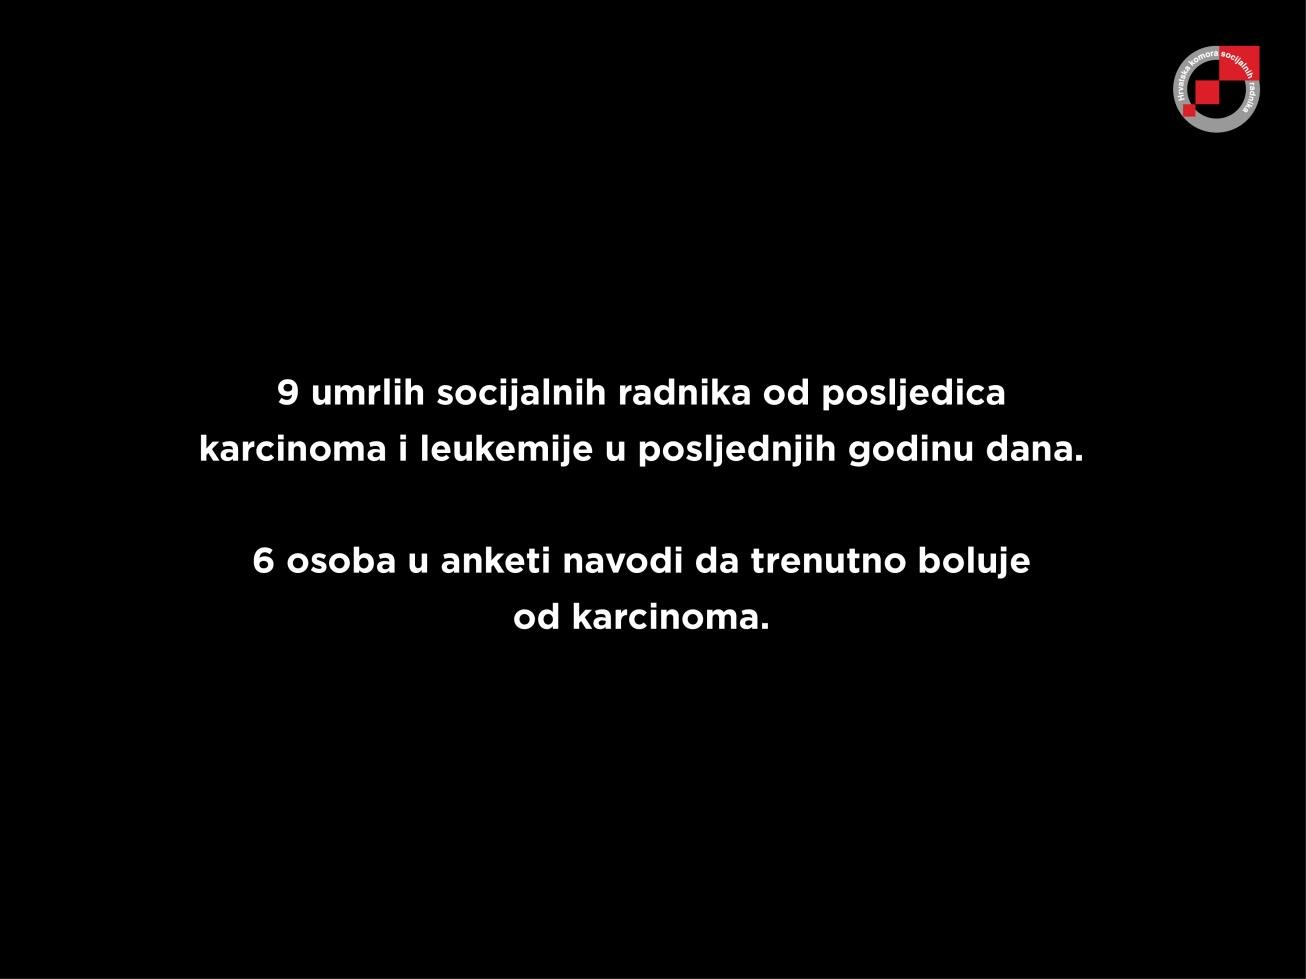 Hrvatska komora socijalnih radnika
9 umrlih socijalnih radnika od posljedica
karcinoma i leukemije u posljednjih godinu dana.
6 osoba u anketi navodi da trenutno boluje
od karcinoma.